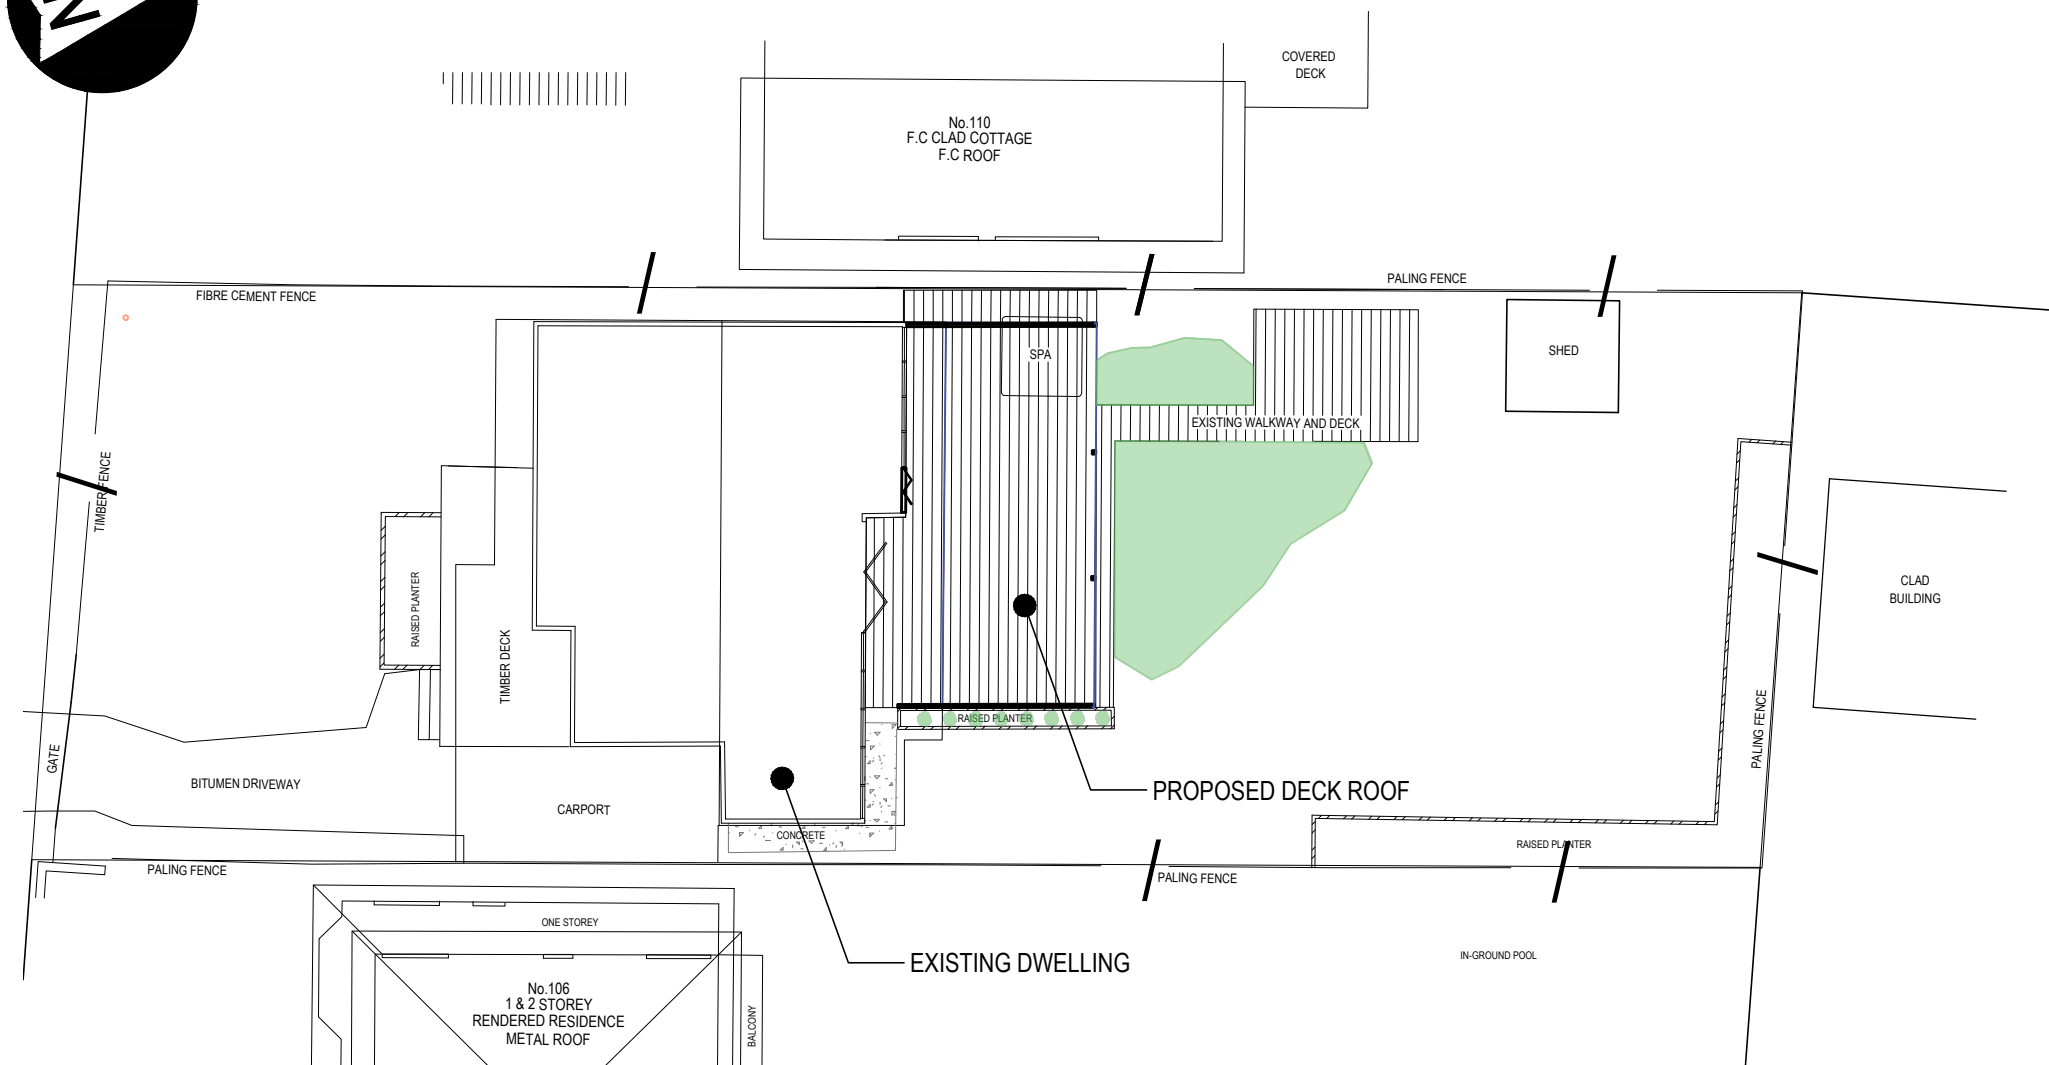 N
COVERED
DECK
No.110
F.C CLAD COTTAGE
F.C ROOF
PALING FENCE
FIBRE CEMENT FENCE
SPA
SHED
EXISTING WALKWAY AND DECK
TIMBER FENCE
RAISED PLANTER
TIMBER DECK
CLAD
BUILDING
RAISED PLANTER
PALING FENCE
GATE
BITUMEN DRIVEWAY
CARPORT
PROPOSED DECK ROOF
CONCRETE
RAISED PLANTER
PALING FENCE
PALING FENCE
ONE STOREY
EXISTING DWELLING
IN-GROUND POOL
No.106
1 & 2 STOREY
RENDERED RESIDENCE
METAL ROOF
BALCONY